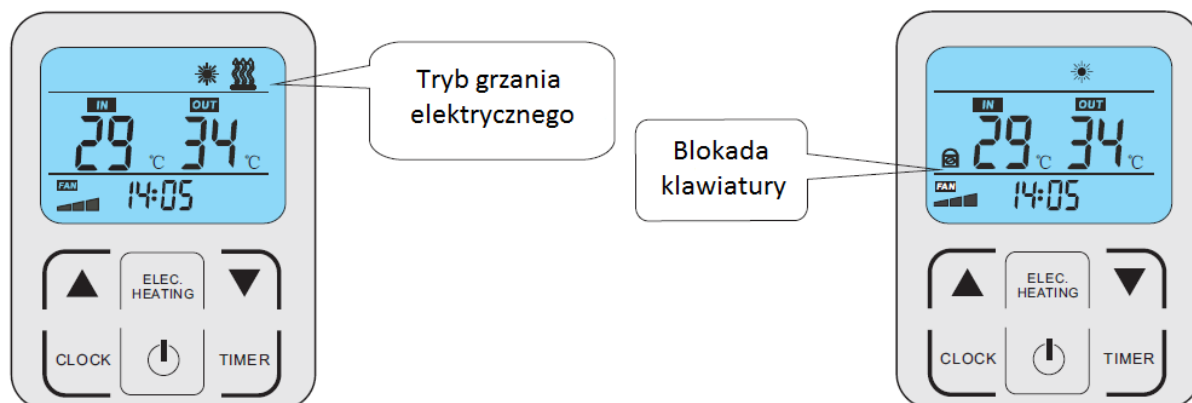 Tryb grzania
elektrycznego
IN OUT
29 °C 34 °C
FAN 14:05
ELEC.
HEATING
CLOCK TIMER
Blokada
klawiatury
IN OUT
29 °C 34 °C
FAN 14:05
ELEC.
HEATING
CLOCK TIMER